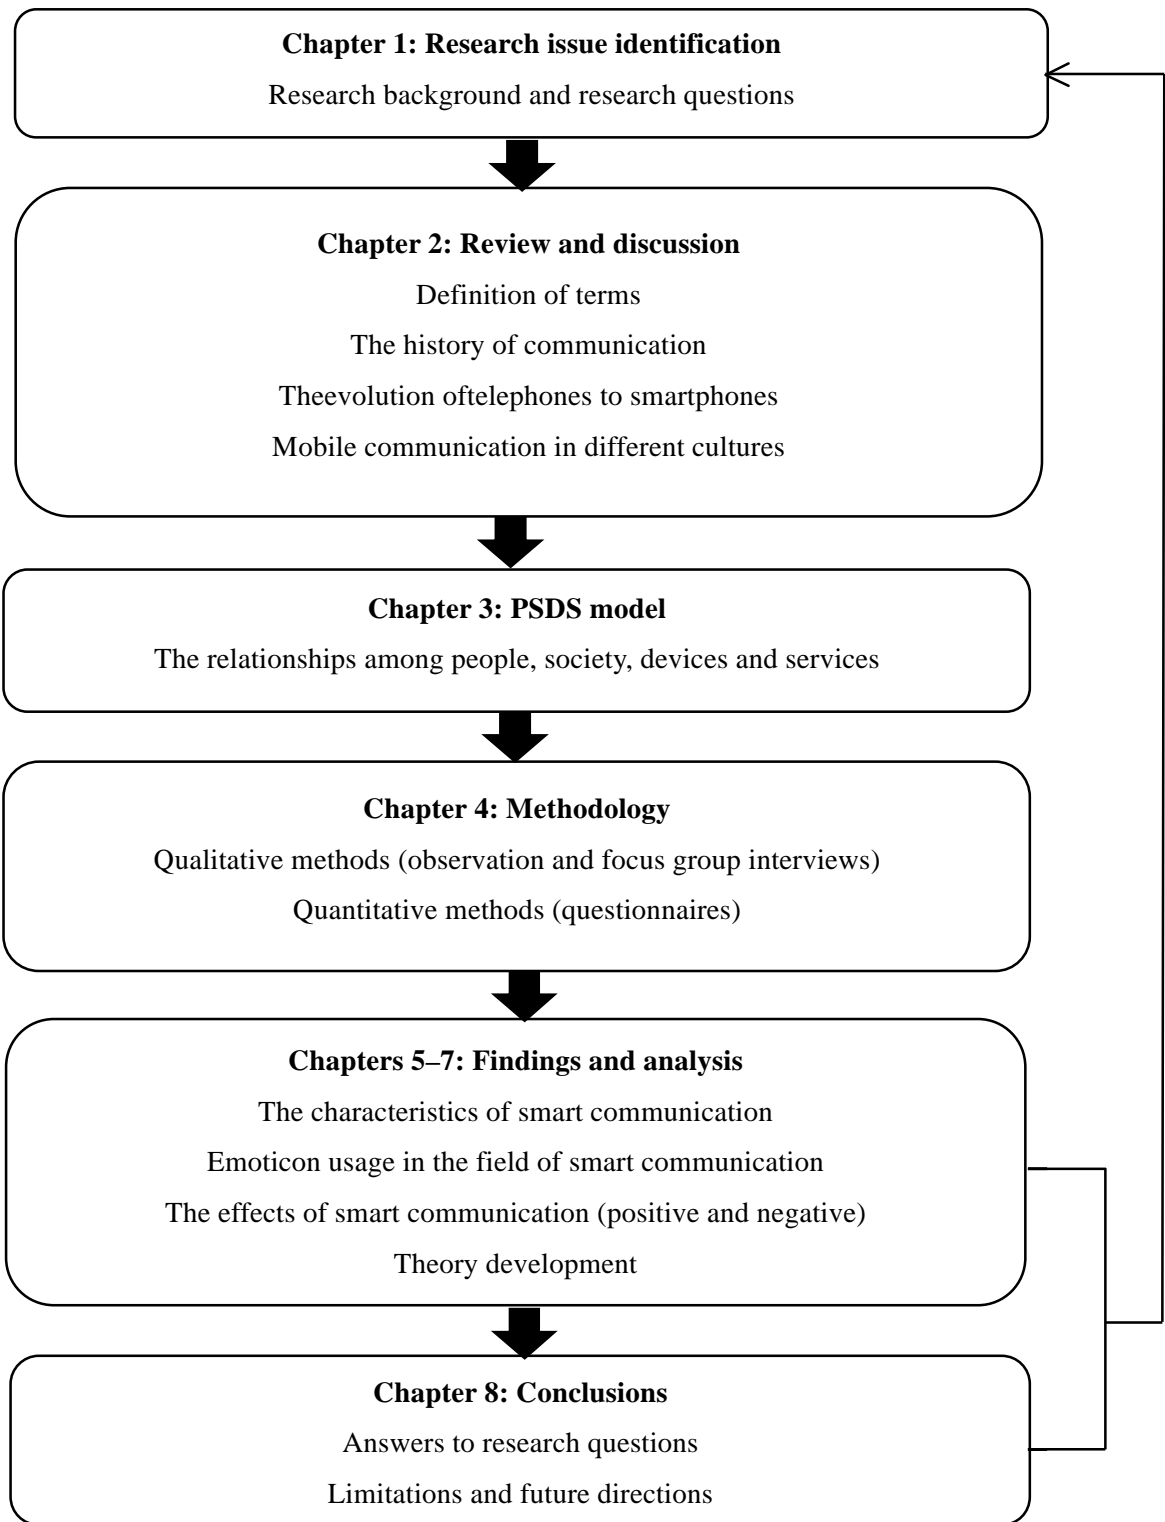 Chapter 1: Research issue identification
Research background and research questions
Chapter 2: Review and discussion
Definition of terms
The history of communication
Theevolution oftelephones to smartphones
Mobile communication in different cultures
Chapter 3: PSDS model
The relationships among people, society, devices and services
Chapter 4: Methodology
Qualitative methods (observation and focus group interviews)
Quantitative methods (questionnaires)
Chapters 5–7: Findings and analysis
The characteristics of smart communication
Emoticon usage in the field of smart communication
The effects of smart communication (positive and negative)
Theory development
Chapter 8: Conclusions
Answers to research questions
Limitations and future directions